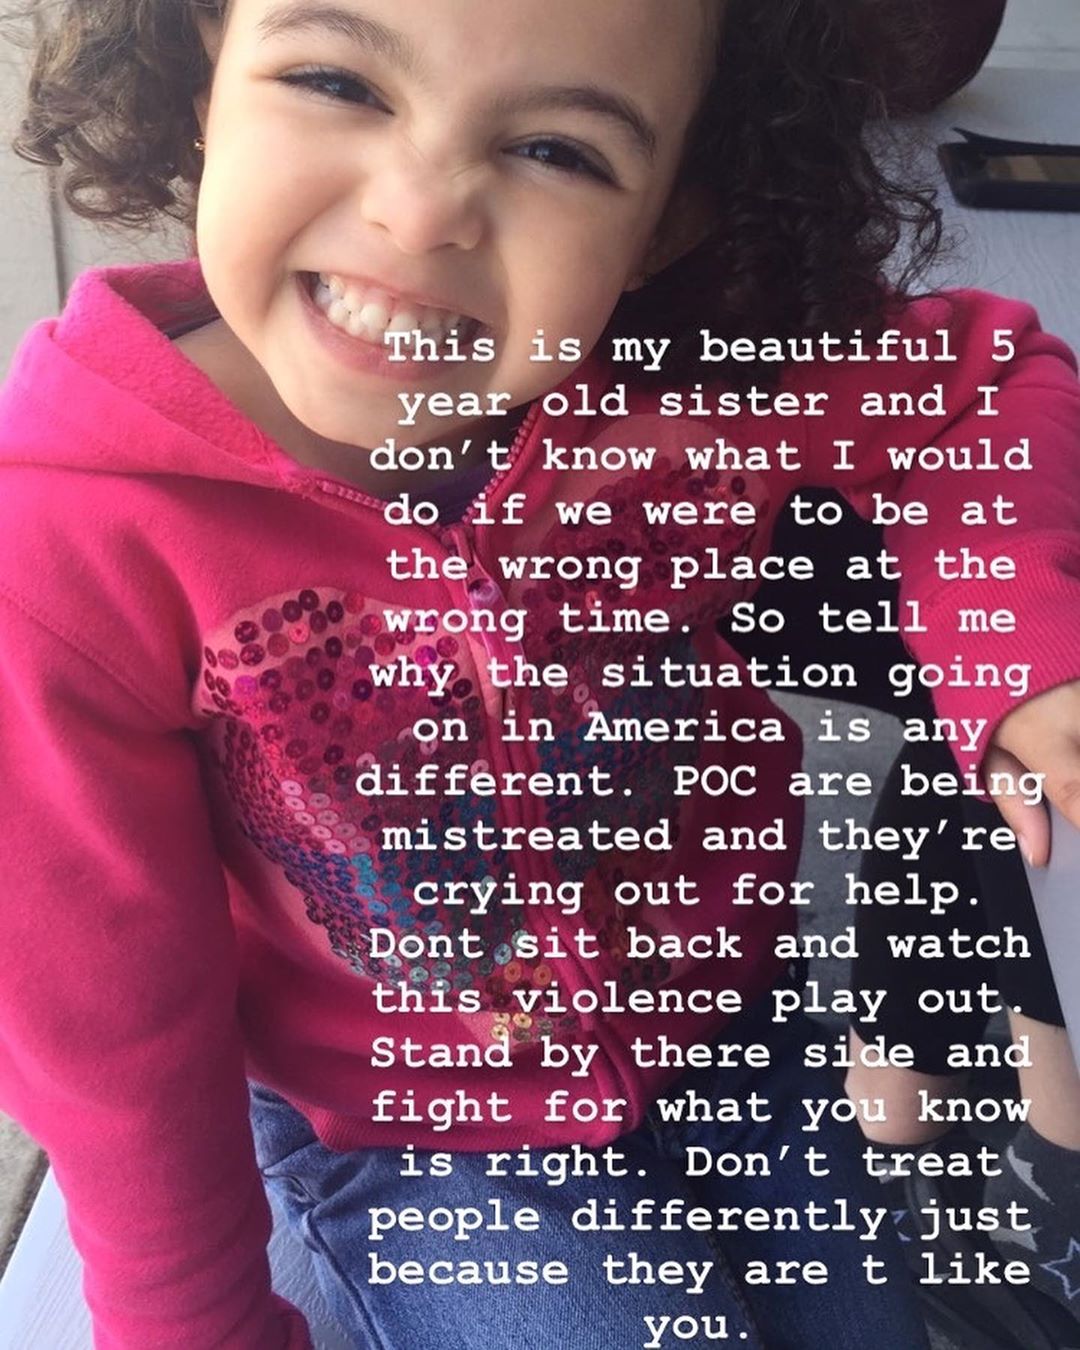 This is my beautiful 5
year old sister and I
don't know what I would
do if we were to be at
the wrong place at the
wrong time. So tell me
why the situation going
on in America is any
different. POC are being
mistreated and they're
crying out for help.
Dont sit back and watch
this violence play out.
Stand by there side and
fight for what you know
is right. Don't treat
people differently just
because they are t like
you.